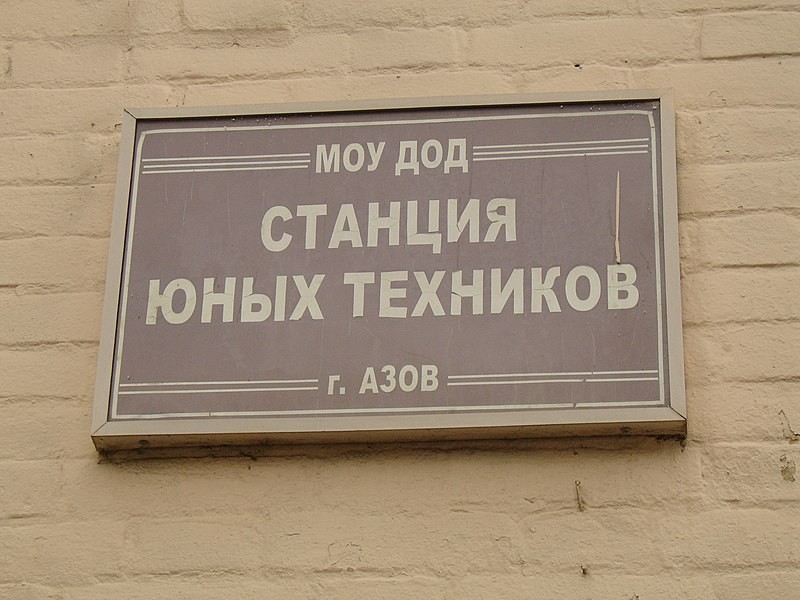 МОУ ДОД
СТАНЦИЯ
ЮНЫХ ТЕХНИКОВ
г. АЗОВ